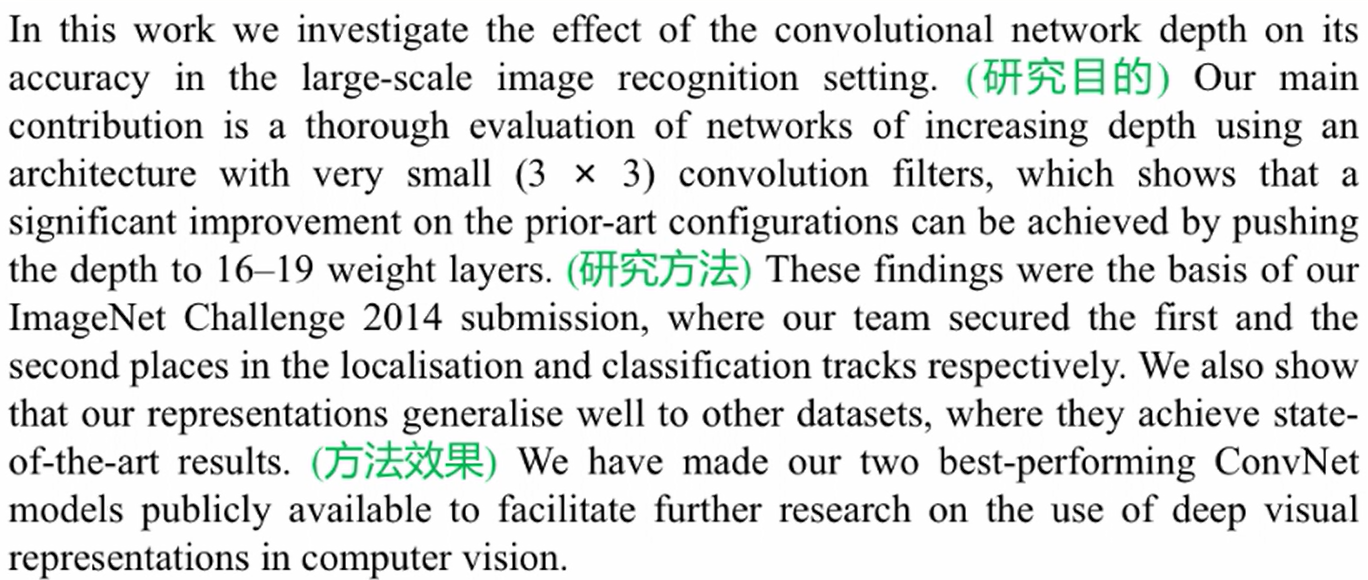 In this work we investigate the effect of the convolutional network depth on its
accuracy in the large-scale image recognition setting. (研究目的) Our main
contribution is a thorough evaluation of networks of increasing depth using an
architecture with very small (3 × 3) convolution filters, which shows that a
significant improvement on the prior-art configurations can be achieved by pushing
the depth to 16–19 weight layers. (研究方法) These findings were the basis of our
ImageNet Challenge 2014 submission, where our team secured the first and the
second places in the localisation and classification tracks respectively. We also show
that our representations generalise well to other datasets, where they achieve state-
of-the-art results. (方法效果) We have made our two best-performing ConvNet
models publicly available to facilitate further research on the use of deep visual
representations in computer vision.